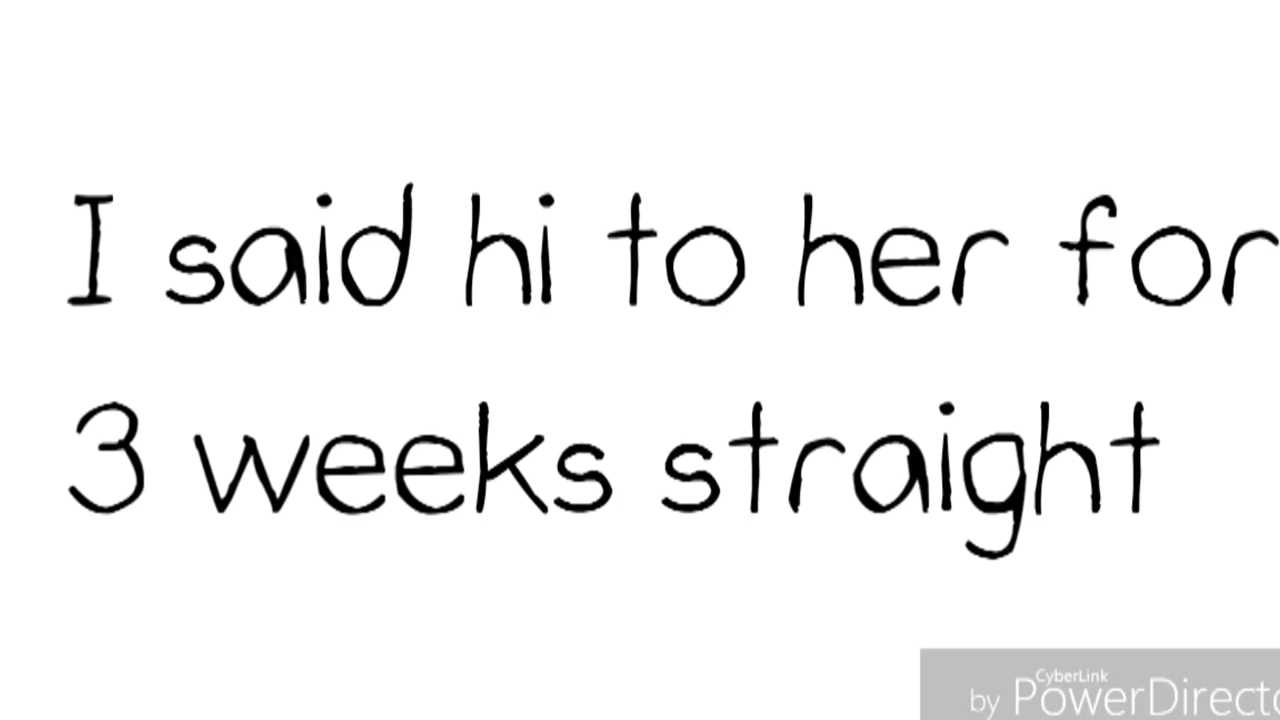 I said hi to her for
3 weeks straight
CyberLink
by PowerDirecto